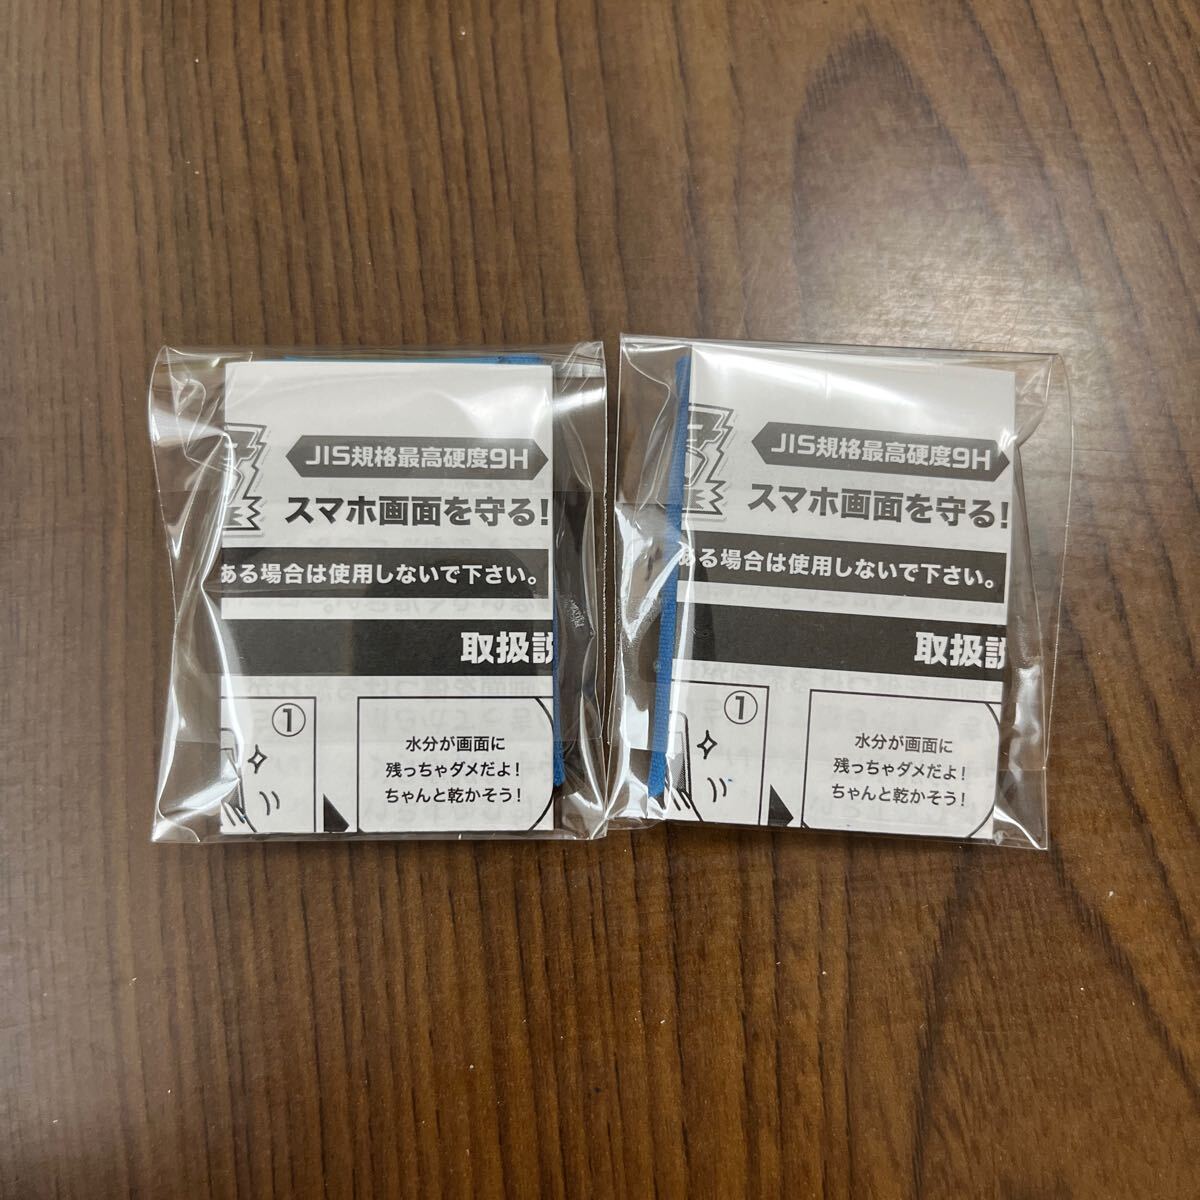 JIS規格最高硬度9H
スマホ画面を守る!
ある場合は使用しないで下さい。
取扱説
①
水分が画面に
残っちゃダメだよ!
ちゃんと乾かそう!
JIS規格最高硬度9H
スマホ画面を守る!
ある場合は使用しないで下さい。
取扱説
①
水分が画面に
残っちゃダメだよ!
ちゃんと乾かそう!